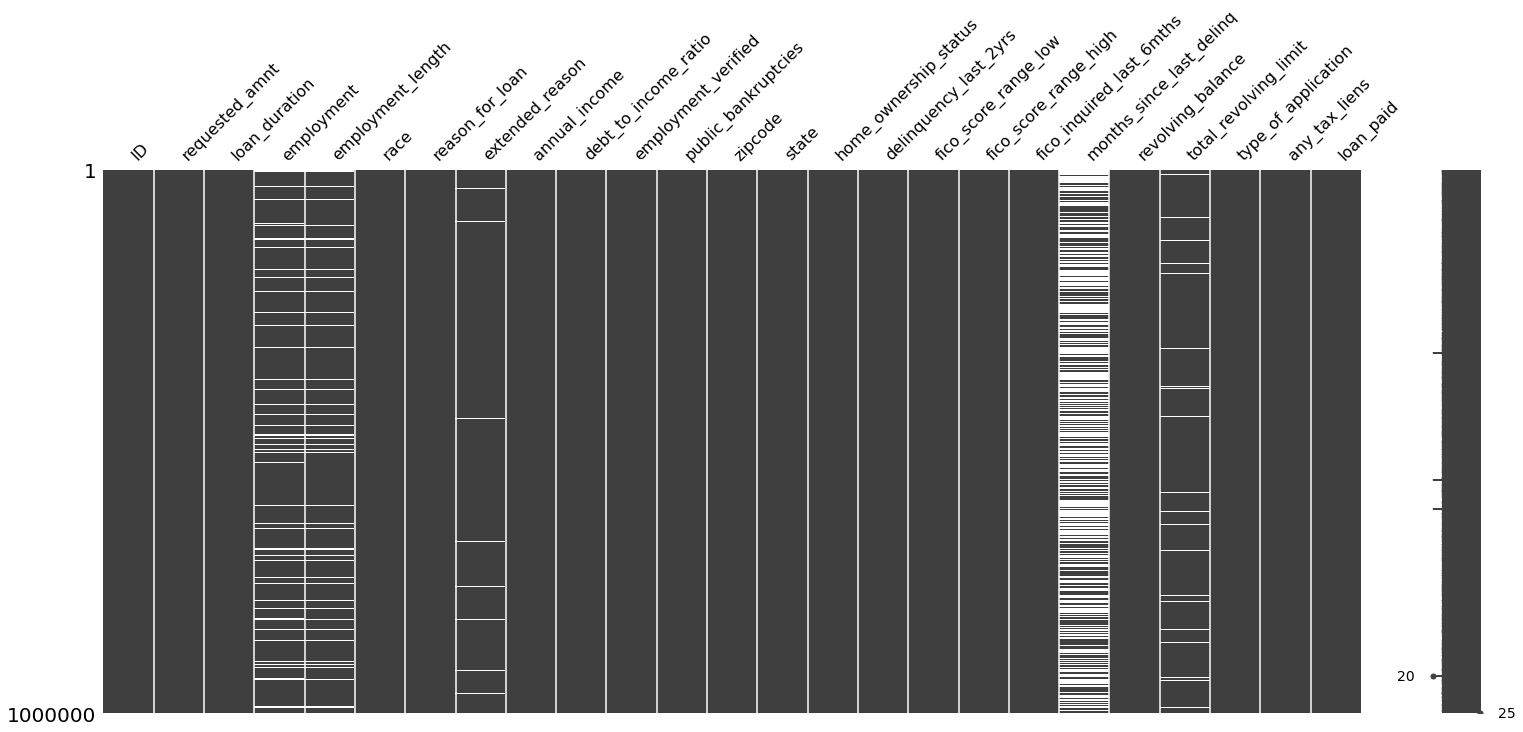 ID
requested_amnt
loan_duration
employment
employment_length
race
reason_for_loan
extended_reason
annual_income
debt_to_income_ratio
employment_verified
public_bankruptcies
zipcode
state
home_ownership_status
delinquency_last_2yrs
fico_score_range_low
fico_score_range_high
fico_inquired_last_6mths
months_since_last_delinq
revolving_balance
total_revolving_limit
type_of_application
any_tax_liens
loan_paid
1
20
1000000
25